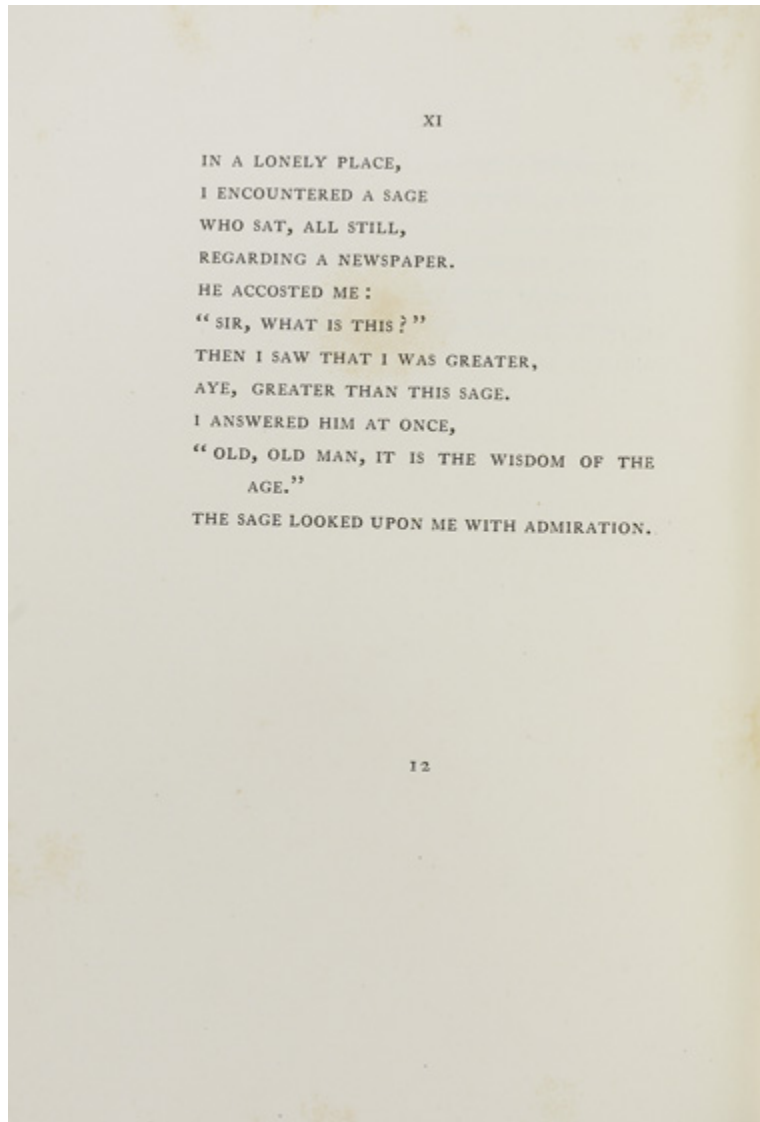 XI
IN A LONELY PLACE,
I ENCOUNTERED A SAGE
WHO SAT, ALL STILL,
REGARDING A NEWSPAPER.
HE ACCOSTED ME :
“ SIR, WHAT IS THIS ? ”
THEN I SAW THAT I WAS GREATER,
AYE, GREATER THAN THIS SAGE.
I ANSWERED HIM AT ONCE,
“ OLD, OLD MAN, IT IS THE WISDOM OF THE
AGE.”
THE SAGE LOOKED UPON ME WITH ADMIRATION.
12